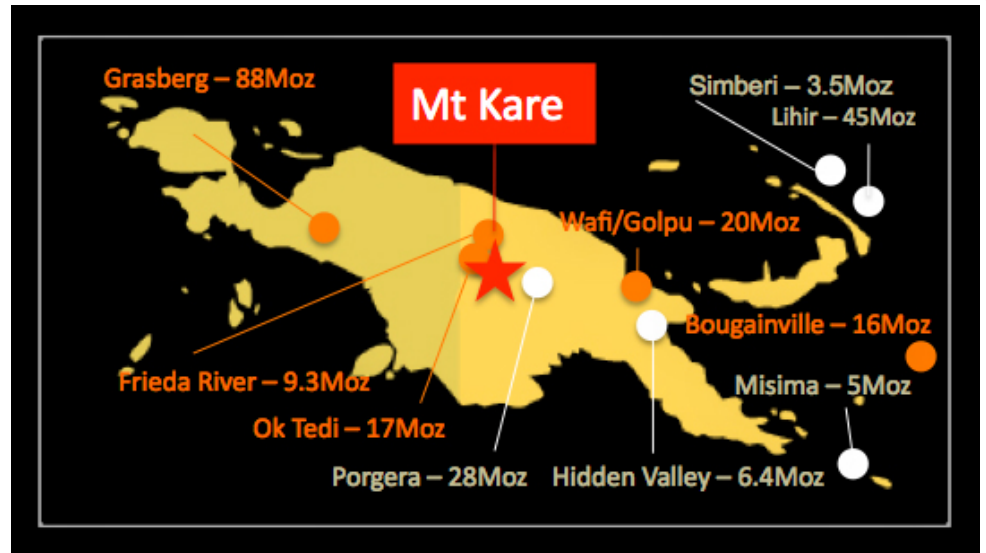 Grasberg – 88Moz
Mt Kare
Simberi – 3.5Moz
Lihir – 45Moz
Wafi/Golpu – 20Moz
Bougainville – 16Moz
Frieda River – 9.3Moz
Misima – 5Moz
Ok Tedi – 17Moz
Porgera – 28Moz
Hidden Valley – 6.4Moz